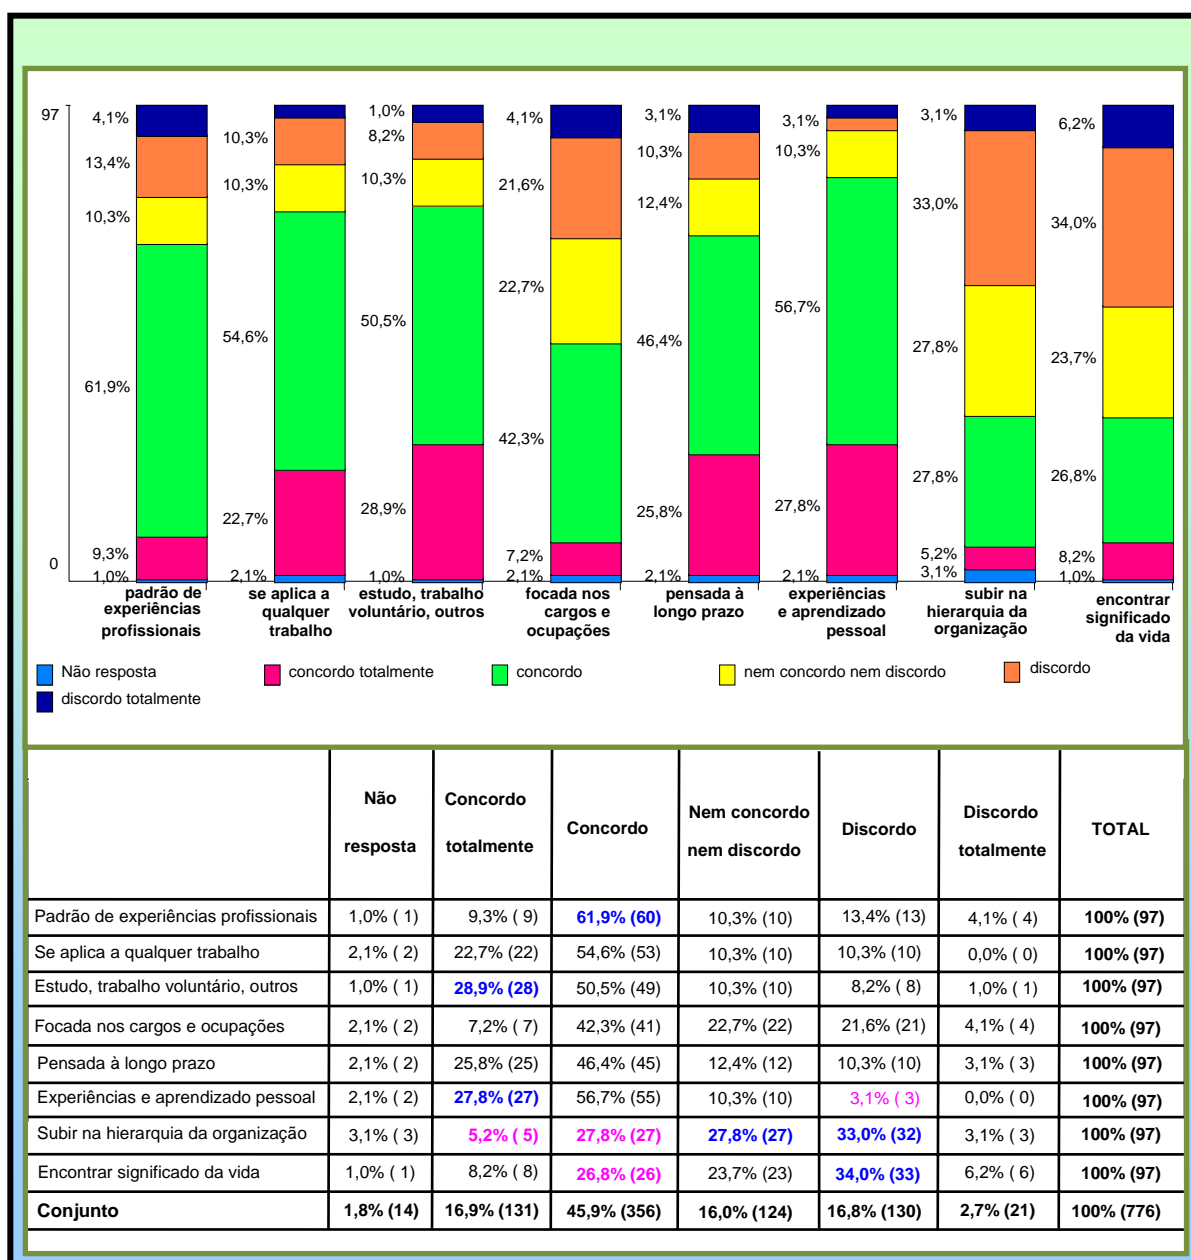 97
0
4,1%
13,4%
10,3%
61,9%
9,3%
1,0%
10,3%
10,3%
54,6%
22,7%
2,1%
1,0%
8,2%
10,3%
50,5%
28,9%
1,0%
4,1%
21,6%
22,7%
42,3%
7,2%
2,1%
3,1%
10,3%
12,4%
46,4%
25,8%
2,1%
3,1%
10,3%
56,7%
27,8%
2,1%
3,1%
33,0%
27,8%
27,8%
5,2%
3,1%
6,2%
34,0%
23,7%
26,8%
8,2%
1,0%
padrão de
experiências
profissionais
se aplica a
qualquer
trabalho
estudo, trabalho
voluntário, outros
focada nos
cargos e
ocupações
pensada à
longo prazo
experiências
e aprendizado
pessoal
subir na
hierarquia da
organização
encontrar
significado
da vida
Não resposta concordo totalmente concordo nem concordo nem discordo discordo
discordo totalmente
Não resposta Concordo totalmente Concordo Nem concordo nem discordo Discordo Discordo totalmente TOTAL
Padrão de experiências profissionais 1,0% ( 1) 9,3% ( 9) 61,9% (60) 10,3% (10) 13,4% (13) 4,1% ( 4) 100% (97)
Se aplica a qualquer trabalho 2,1% ( 2) 22,7% (22) 54,6% (53) 10,3% (10) 10,3% (10) 0,0% ( 0) 100% (97)
Estudo, trabalho voluntário, outros 1,0% ( 1) 28,9% (28) 50,5% (49) 10,3% (10) 8,2% ( 8) 1,0% ( 1) 100% (97)
Focada nos cargos e ocupações 2,1% ( 2) 7,2% ( 7) 42,3% (41) 22,7% (22) 21,6% (21) 4,1% ( 4) 100% (97)
Pensada à longo prazo 2,1% ( 2) 25,8% (25) 46,4% (45) 12,4% (12) 10,3% (10) 3,1% ( 3) 100% (97)
Experiências e aprendizado pessoal 2,1% ( 2) 27,8% (27) 56,7% (55) 10,3% (10) 3,1% ( 3) 0,0% ( 0) 100% (97)
Subir na hierarquia da organização 3,1% ( 3) 5,2% ( 5) 27,8% (27) 27,8% (27) 33,0% (32) 3,1% ( 3) 100% (97)
Encontrar significado da vida 1,0% ( 1) 8,2% ( 8) 26,8% (26) 23,7% (23) 34,0% (33) 6,2% ( 6) 100% (97)
Conjunto 1,8% (14) 16,9% (131) 45,9% (356) 16,0% (124) 16,8% (130) 2,7% (21) 100% (776)